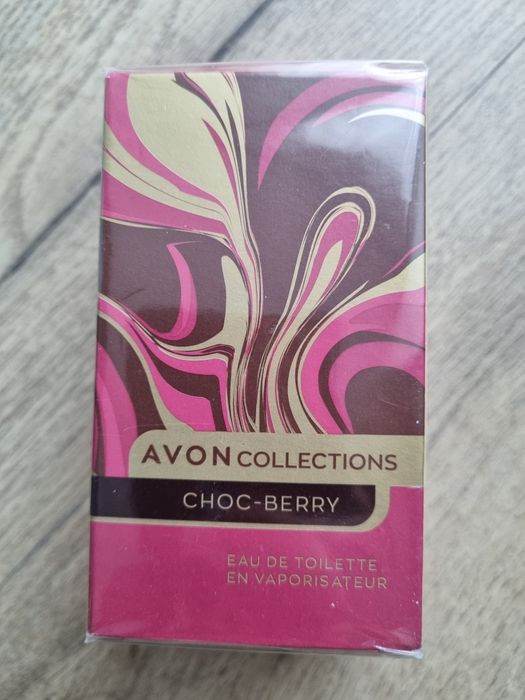 AVON COLLECTIONS
CHOC-BERRY
EAU DE TOILETTE
EN VAPORISATEUR